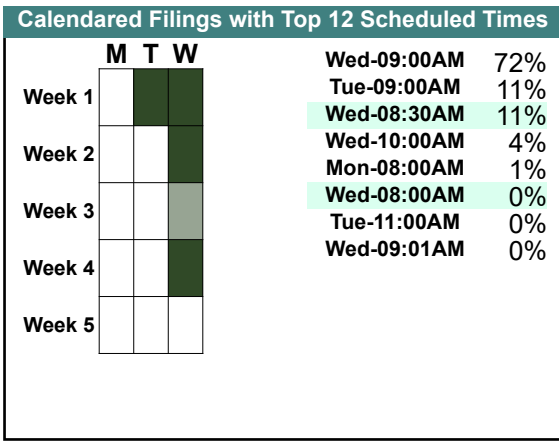 Calendared Filings with Top 12 Scheduled Times
M T W
Week 1
Week 2
Week 3
Week 4
Week 5
Wed-09:00AM 72%
Tue-09:00AM 11%
Wed-08:30AM 11%
Wed-10:00AM 4%
Mon-08:00AM 1%
Wed-08:00AM 0%
Tue-11:00AM 0%
Wed-09:01AM 0%